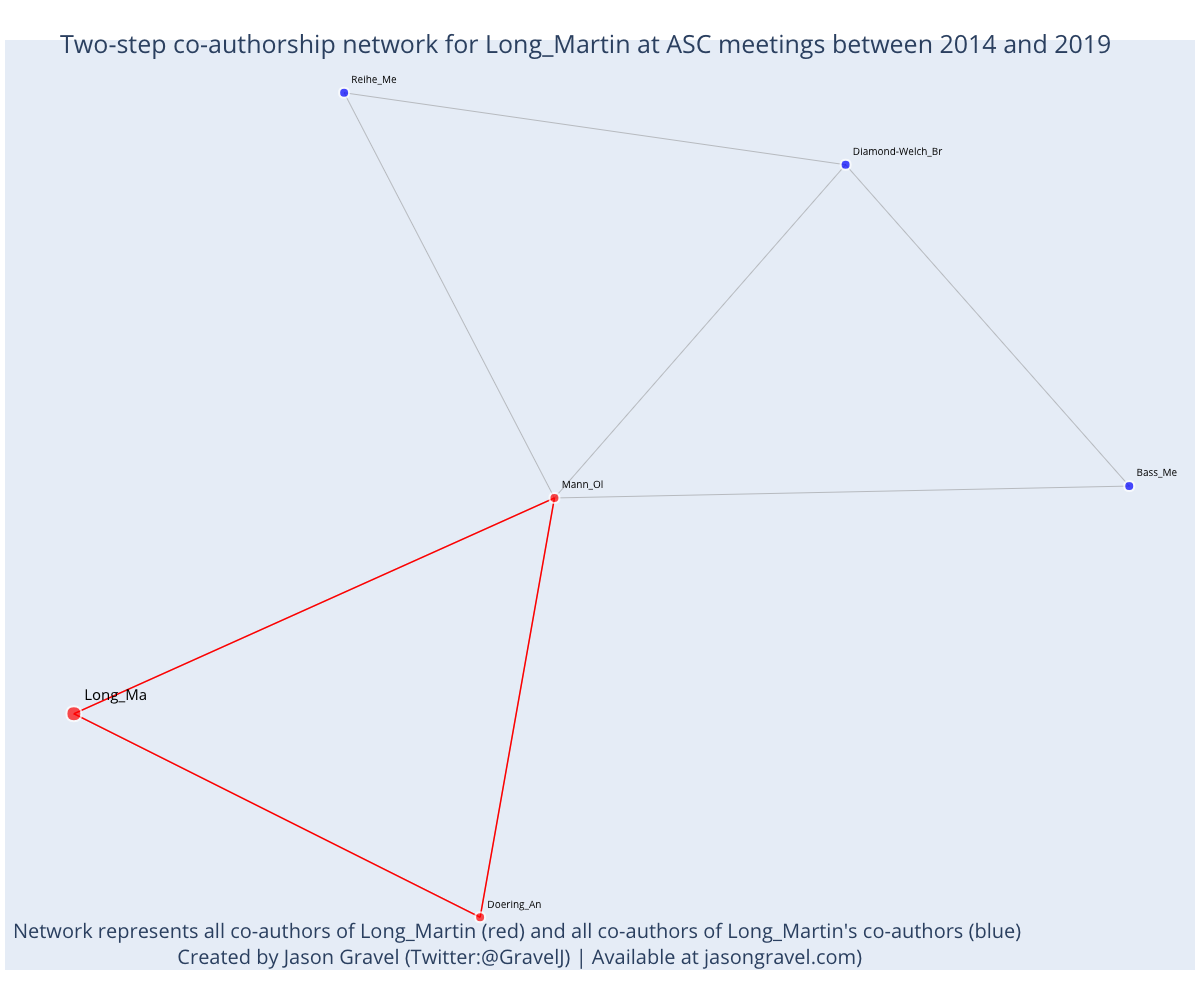 Two-step co-authorship network for Long_Martin at ASC meetings between 2014 and 2019
Reihe_Me
Diamond-Welch_Br
Bass_Me
Mann_Ol
Long_Ma
Doering_An
Network represents all co-authors of Long_Martin (red) and all co-authors of Long_Martin's co-authors (blue)
Created by Jason Gravel (Twitter:@GravelJ) | Available at jasongravel.com)